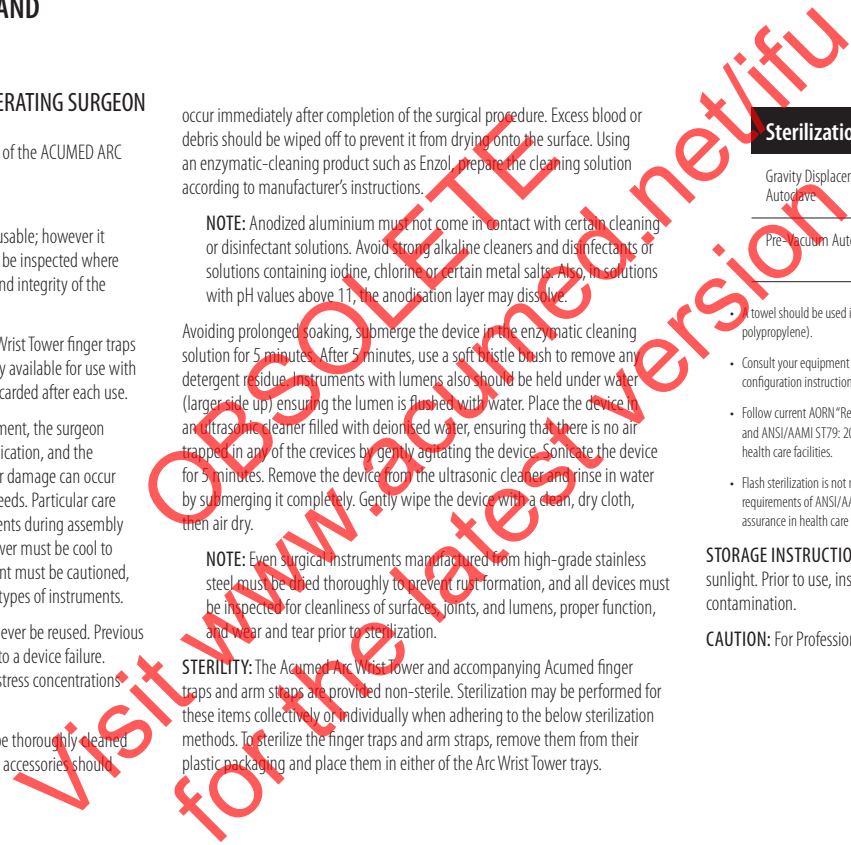 AND
ERATING SURGEON
of the ACUMED ARC
usable; however it
be inspected where
nd integrity of the
Wrist Tower finger traps
y available for use with
carded after each use.
ment, the surgeon
ication, and the
r damage can occur
eeds. Particular care
ents during assembly
ver must be cool to
nt must be cautioned,
types of instruments.
ever be reused. Previous
to a device failure.
stress concentrations
be thoroughly cleaned
accessories should
occur immediately after completion of the surgical procedure. Excess blood or
debris should be wiped off to prevent it from drying onto the surface. Using
an enzymatic-cleaning product such as Enzol, prepare the cleaning solution
according to manufacturer’s instructions.
NOTE: Anodized aluminium must not come in contact with certain cleaning
or disinfectant solutions. Avoid strong alkaline cleaners and disinfectants or
solutions containing iodine, chlorine or certain metal salts. Also, in solutions
with pH values above 11, the anodisation layer may dissolve.
Avoiding prolonged soaking, submerge the device in the enzymatic cleaning
solution for 5 minutes. After 5 minutes, use a soft bristle brush to remove any
detergent residue. Instruments with lumens also should be held under water
(larger side up) ensuring the lumen is flushed with water. Place the device in
an ultrasonic cleaner filled with deionised water, ensuring that there is no air
trapped in any of the crevices by gently agitating the device. Sonicate the device
for 5 minutes. Remove the device from the ultrasonic cleaner and rinse in water
by submerging it completely. Gently wipe the device with a clean, dry cloth,
then air dry.
NOTE: Even surgical instruments manufactured from high-grade stainless
steel must be dried thoroughly to prevent rust formation, and all devices must
be inspected for cleanliness of surfaces, joints, and lumens, proper function,
and wear and tear prior to sterilization.
STERILITY: The Acumed Arc Wrist Tower and accompanying Acumed finger
traps and arm straps are provided non-sterile. Sterilization may be performed for
these items collectively or individually when adhering to the below sterilization
methods. To sterilize the finger traps and arm straps, remove them from their
plastic packaging and place them in either of the Arc Wrist Tower trays.
Sterilizatio
Gravity Displacer
Autoclave
Pre-Vacuum Auto
• A towel should be used i
polypropylene).
• Consult your equipment
configuration instruction
• Follow current AORN “Re
and ANSI/AAMI ST79: 20
health care facilities.
• Flash sterilization is not r
requirements of ANSI/AA
assurance in health care
STORAGE INSTRUCTIO
sunlight. Prior to use, ins
contamination.
CAUTION: For Profession
OBSOLETE
Visit www.acumed.net/ifu
for the latest version